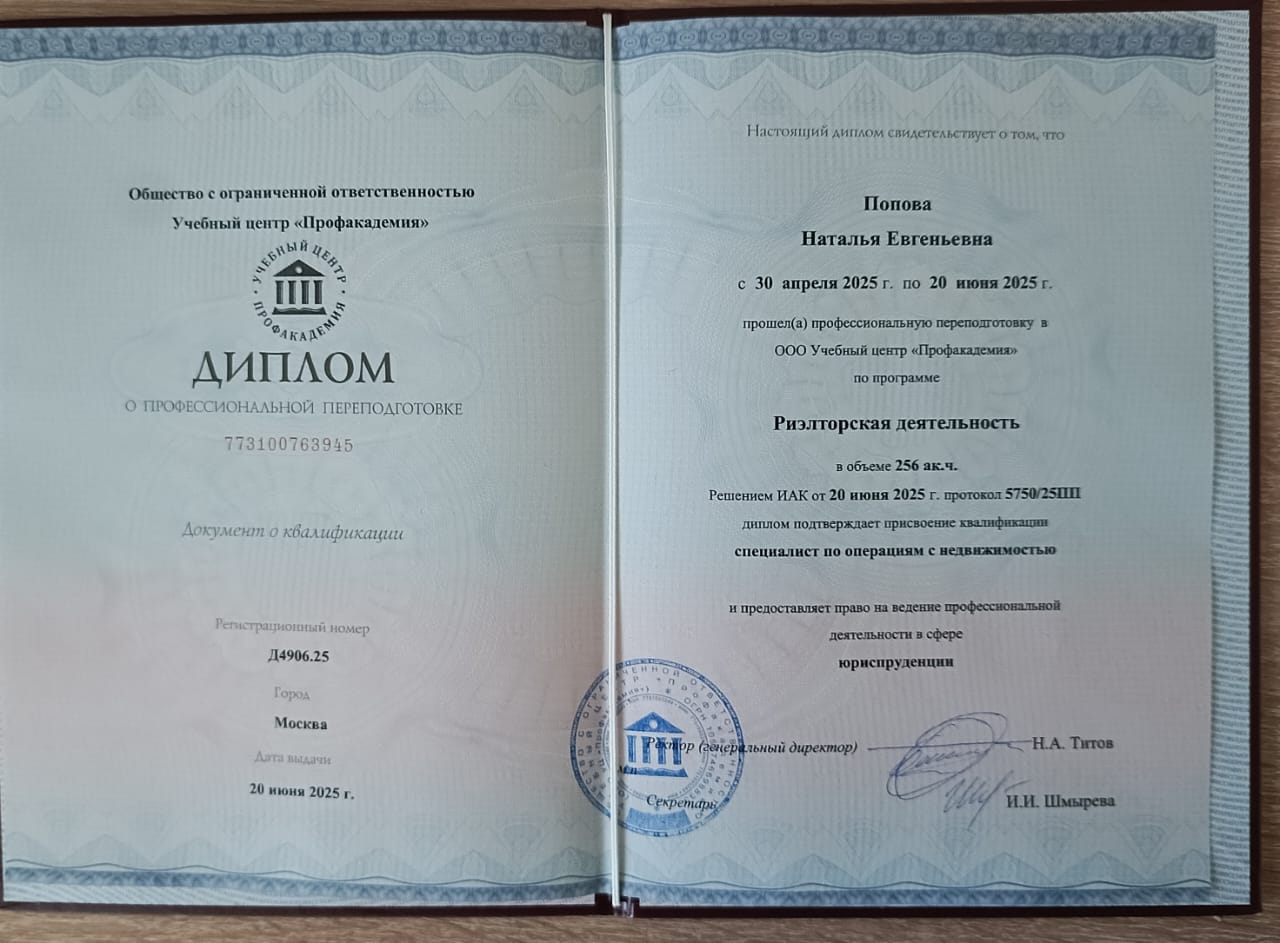 Общество с ограниченной ответственностью
Учебный центр «Профакадемия»
УЧЕБНЫЙ ЦЕНТР
ПРОФАКАДЕМИЯ
ДИПЛОМ
О ПРОФЕССИОНАЛЬНОЙ ПЕРЕПОДГОТОВКЕ
773100763945
Документ о квалификации
Регистрационный номер
Д4906.25
Город
Москва
Дата выдачи
20 июня 2025 г.
Настоящий диплом свидетельствует о том, что
Попова
Наталья Евгеньевна
с 30 апреля 2025 г. по 20 июня 2025 г.
прошел(а) профессиональную переподготовку в
ООО Учебный центр «Профакадемия»
по программе
Риэлторская деятельность
в объеме 256 ак.ч.
Решением ИАК от 20 июня 2025 г. протокол 5750/25ПП
диплом подтверждает присвоение квалификации
специалист по операциям с недвижимостью
и предоставляет право на ведение профессиональной
деятельности в сфере
юриспруденции
Ректор (генеральный директор) Н.А. Титов
М.П.
Секретарь И.И. Шмырева